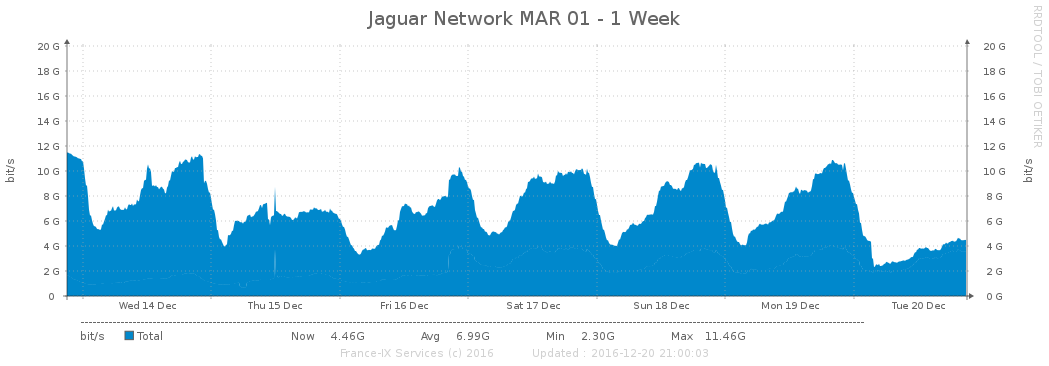 Jaguar Network MAR 01 - 1 Week
RRDTOOL / TOBI OETIKER
bit/s
20 G 20 G
18 G 18 G
16 G 16 G
14 G 14 G
12 G 12 G
10 G 10 G
8 G 8 G
6 G 6 G
4 G 4 G
2 G 2 G
0 0 G
bit/s
Wed 14 Dec Thu 15 Dec Fri 16 Dec Sat 17 Dec Sun 18 Dec Mon 19 Dec Tue 20 Dec
bit/s Total Now 4.46G Avg 6.99G Min 2.30G Max 11.46G
France-IX Services (c) 2016 Updated : 2016-12-20 21:00:03